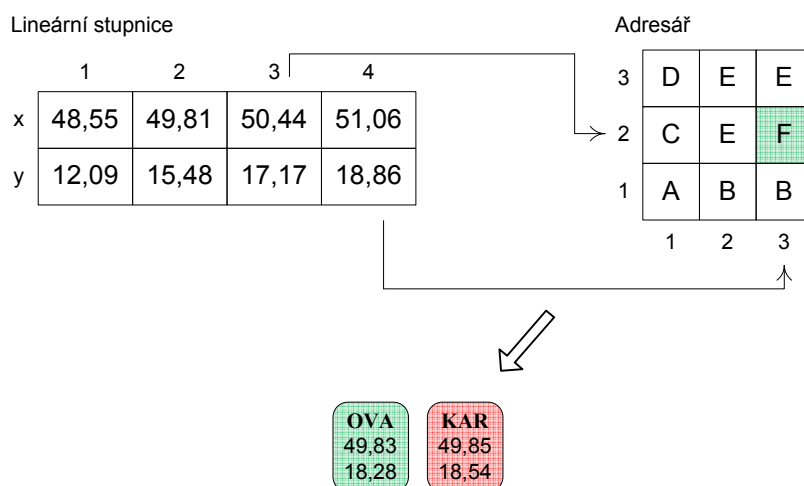 Lineární stupnice
1 2 3 4
x 48,55 49,81 50,44 51,06
y 12,09 15,48 17,17 18,86
Adresář
3 D E E
2 C E F
1 A B B
1 2 3
OVA
49,83
18,28
KAR
49,85
18,54